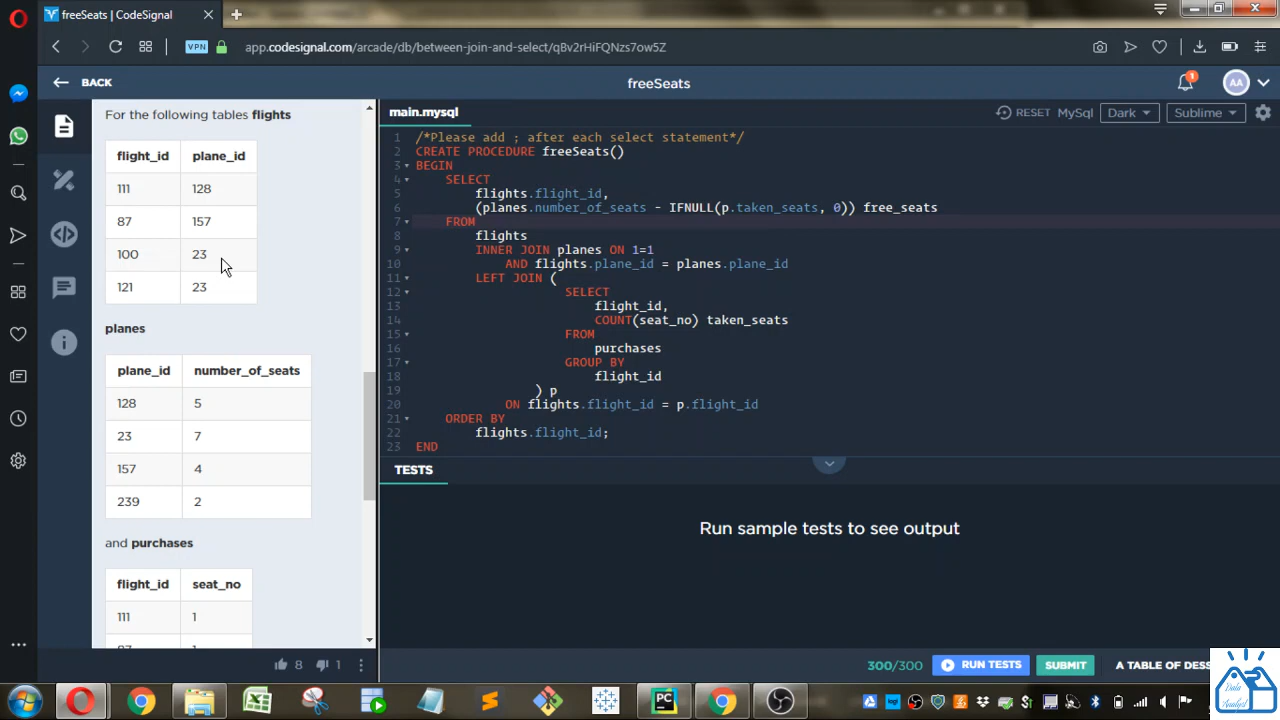 freeSeats | CodeSignal
VPN
app.codesignal.com/arcade/db/between-join-and-select/qBv2rHiFQNzs7ow5Z
BACK
freeSeats
1
AA
For the following tables flights
flight_id plane_id
111 128
87 157
100 23
121 23
planes
plane_id number_of_seats
128 5
23 7
157 4
239 2
and purchases
flight_id seat_no
111 1
8 1
main.mysql
RESET MySql Dark Sublime
1 /*Please add ; after each select statement*/
2 CREATE PROCEDURE freeSeats()
3 BEGIN
4 SELECT
5 flights.flight_id,
6 (planes.number_of_seats - IFNULL(p.taken_seats, 0)) free_seats
7 FROM
8 flights
9 INNER JOIN planes ON 1=1
10 AND flights.plane_id = planes.plane_id
11 LEFT JOIN (
12 SELECT
13 flight_id,
14 COUNT(seat_no) taken_seats
15 FROM
16 purchases
17 GROUP BY
18 flight_id
19 ) p
20 ON flights.flight_id = p.flight_id
21 ORDER BY
22 flights.flight_id;
23 END
TESTS
Run sample tests to see output
300/300 RUN TESTS SUBMIT A TABLE OF DESS
Data
Analyst